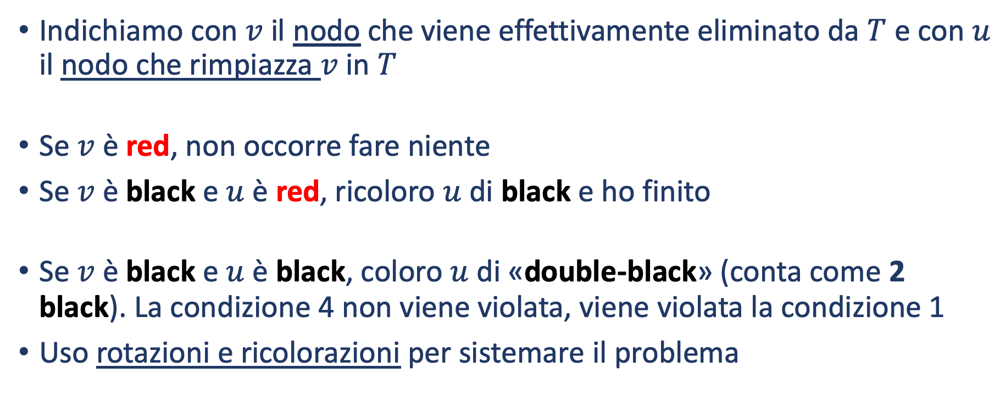 • Indichiamo con v il nodo che viene effettivamente eliminato da T e con u
il nodo che rimpiazza v in T
• Se v è red, non occorre fare niente
• Se v è black e u è red, ricoloro u di black e ho finito
• Se v è black e u è black, coloro u di «double-black» (conta come 2
black). La condizione 4 non viene violata, viene violata la condizione 1
• Uso rotazioni e ricolorazioni per sistemare il problema